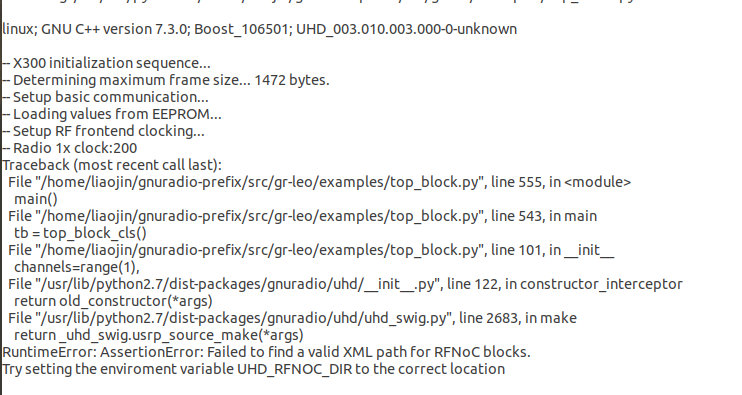 linux; GNU C++ version 7.3.0; Boost_106501; UHD_003.010.003.000-0-unknown
-- X300 initialization sequence...
-- Determining maximum frame size... 1472 bytes.
-- Setup basic communication...
-- Loading values from EEPROM...
-- Setup RF frontend clocking...
-- Radio 1x clock:200
Traceback (most recent call last):
File "/home/liaojin/gnuradio-prefix/src/gr-leo/examples/top_block.py", line 555, in <module>
main()
File "/home/liaojin/gnuradio-prefix/src/gr-leo/examples/top_block.py", line 543, in main
tb = top_block_cls()
File "/home/liaojin/gnuradio-prefix/src/gr-leo/examples/top_block.py", line 101, in __init__
channels=range(1),
File "/usr/lib/python2.7/dist-packages/gnuradio/uhd/__init__.py", line 122, in constructor_interceptor
return old_constructor(*args)
File "/usr/lib/python2.7/dist-packages/gnuradio/uhd/uhd_swig.py", line 2683, in make
return _uhd_swig.usrp_source_make(*args)
RuntimeError: AssertionError: Failed to find a valid XML path for RFNoC blocks.
Try setting the enviroment variable UHD_RFNOC_DIR to the correct location